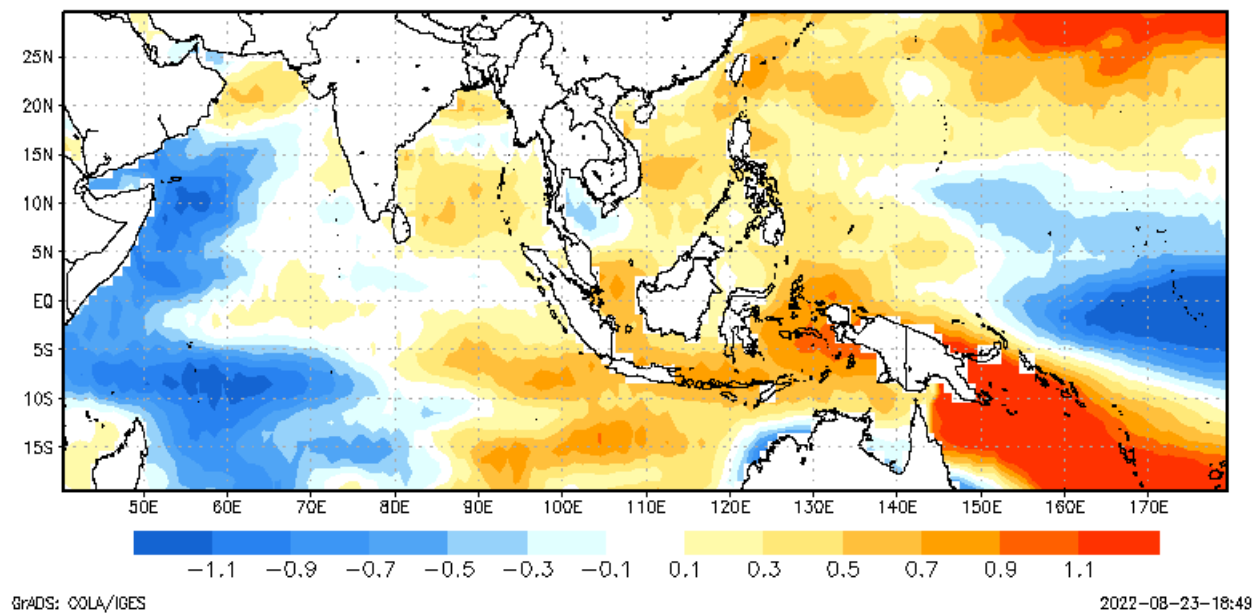 25N
20N
15N
10N
5N
EQ
5S
10S
15S
50E 60E 70E 80E 90E 100E 110E 120E 130E 140E 150E 160E 170E
-1.1 -0.9 -0.7 -0.5 -0.3 -0.1 0.1 0.3 0.5 0.7 0.9 1.1
GrADS: COLA/IGES 2022-08-23-18:49